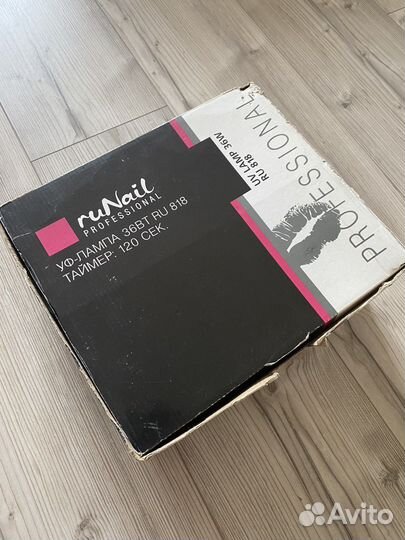 ruNail
PROFESSIONAL
УФ-ЛАМПА 36ВТ RU 818
ТАЙМЕР: 120 СЕК.
UV LAMP 36W
RU 818
PROFESSIONAL
Avito